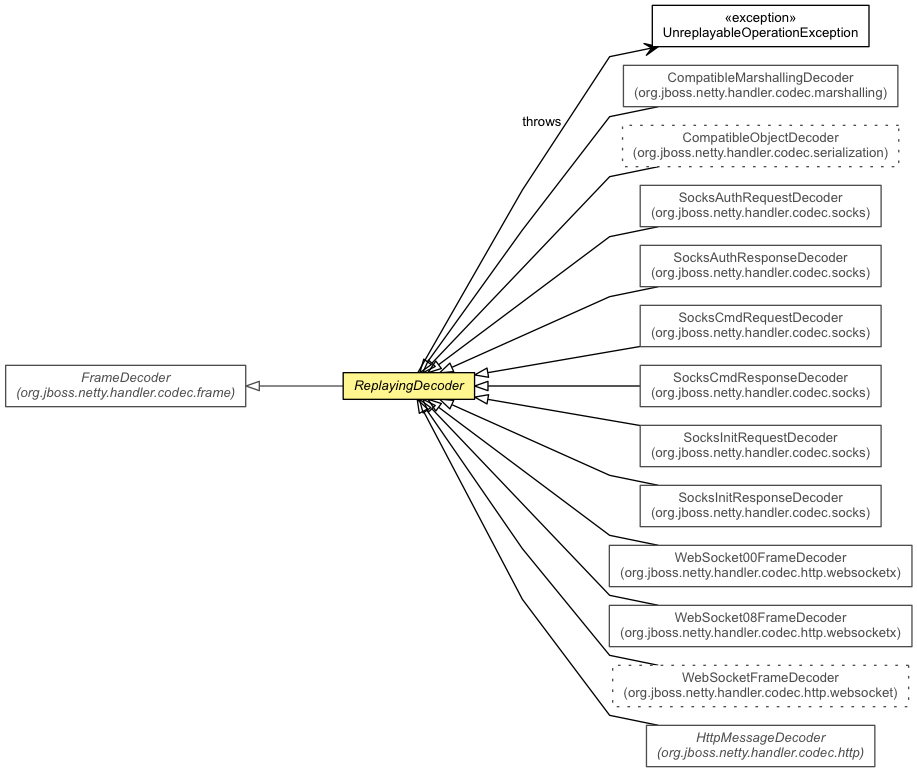 «exception»
UnreplayableOperationException
CompatibleMarshallingDecoder
(org.jboss.netty.handler.codec.marshalling)
throws
CompatibleObjectDecoder
(org.jboss.netty.handler.codec.serialization)
SocksAuthRequestDecoder
(org.jboss.netty.handler.codec.socks)
SocksAuthResponseDecoder
(org.jboss.netty.handler.codec.socks)
SocksCmdRequestDecoder
(org.jboss.netty.handler.codec.socks)
FrameDecoder
(org.jboss.netty.handler.codec.frame)
ReplayingDecoder
SocksCmdResponseDecoder
(org.jboss.netty.handler.codec.socks)
SocksInitRequestDecoder
(org.jboss.netty.handler.codec.socks)
SocksInitResponseDecoder
(org.jboss.netty.handler.codec.socks)
WebSocket00FrameDecoder
(org.jboss.netty.handler.codec.http.websocketx)
WebSocket08FrameDecoder
(org.jboss.netty.handler.codec.http.websocketx)
WebSocketFrameDecoder
(org.jboss.netty.handler.codec.http.websocket)
HttpMessageDecoder
(org.jboss.netty.handler.codec.http)